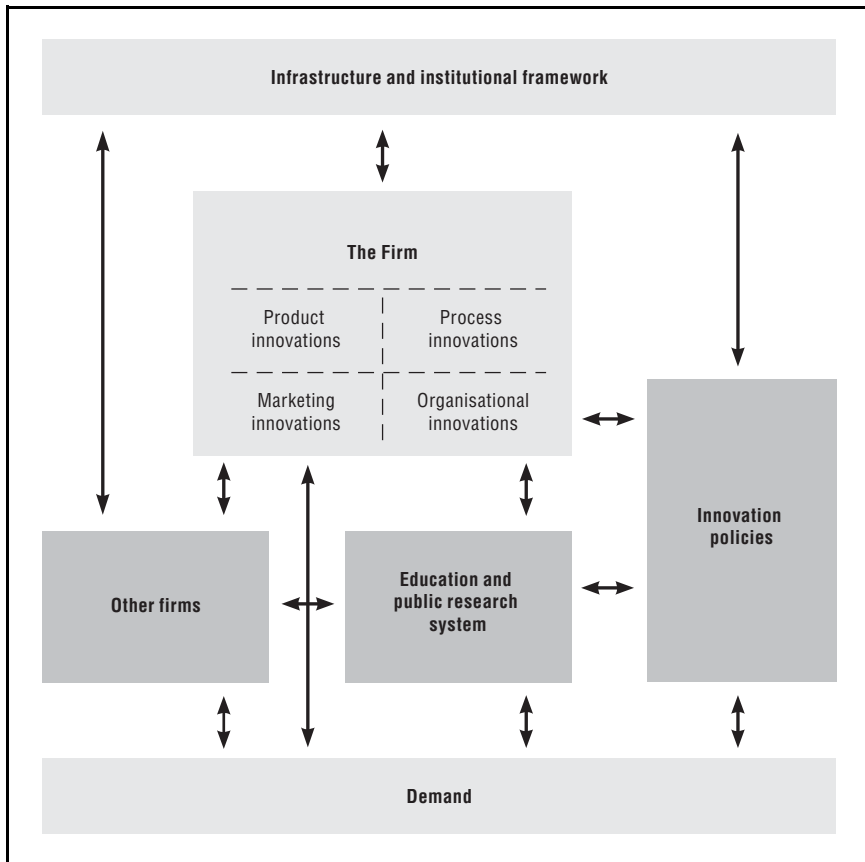 Infrastructure and institutional framework
The Firm
Product
innovations
Process
innovations
Marketing
innovations
Organisational
innovations
Innovation
policies
Other firms
Education and
public research
system
Demand